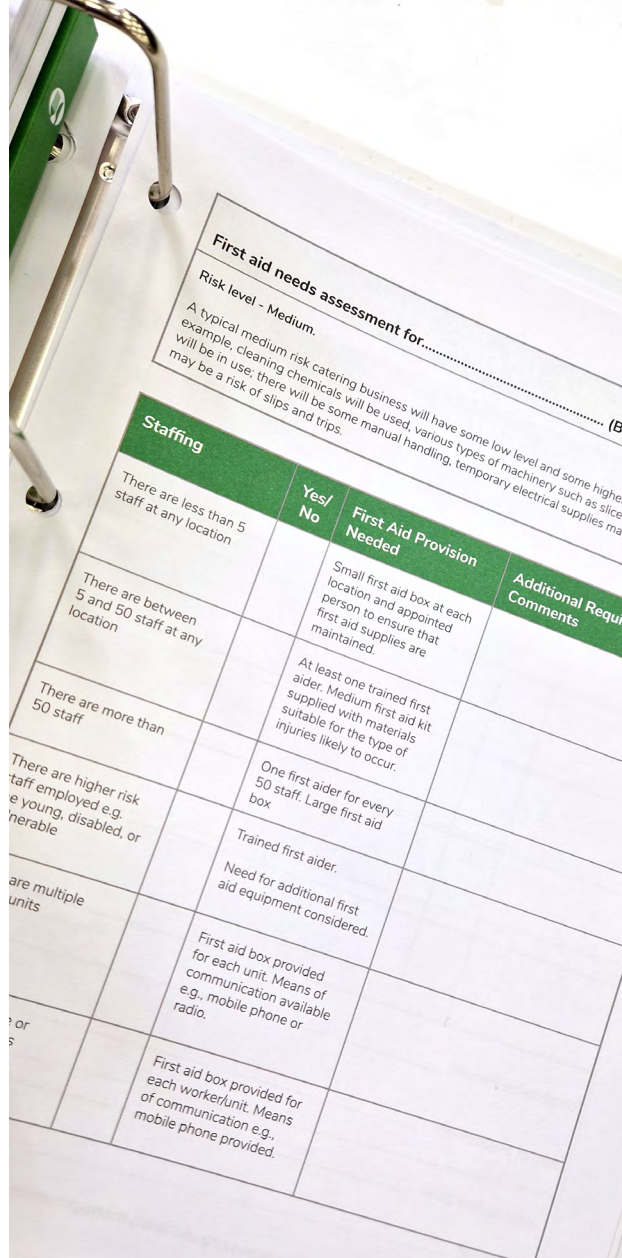 First aid needs assessment for........................................................ (B
Risk level - Medium.
A typical medium risk catering business will have some low level and some highe
example, cleaning chemicals will be used, various types of machinery such as slice
will be in use; there will be some manual handling, temporary electrical supplies ma
may be a risk of slips and trips.
Staffing
Yes/
No
First Aid Provision
Needed
Additional Requi
Comments
There are less than 5
staff at any location
Small first aid box at each
location and appointed
person to ensure that
first aid supplies are
maintained.
There are between
5 and 50 staff at any
location
At least one trained first
aider. Medium first aid kit
supplied with materials
suitable for the type of
injuries likely to occur.
There are more than
50 staff
One first aider for every
50 staff. Large first aid
box
There are higher risk
taff employed e.g.
e young, disabled, or
nerable
Trained first aider.
Need for additional first
aid equipment considered.
are multiple
units
First aid box provided
for each unit. Means of
communication available
e.g., mobile phone or
radio.
or
s
First aid box provided for
each worker/unit. Means
of communication e.g.,
mobile phone provided.